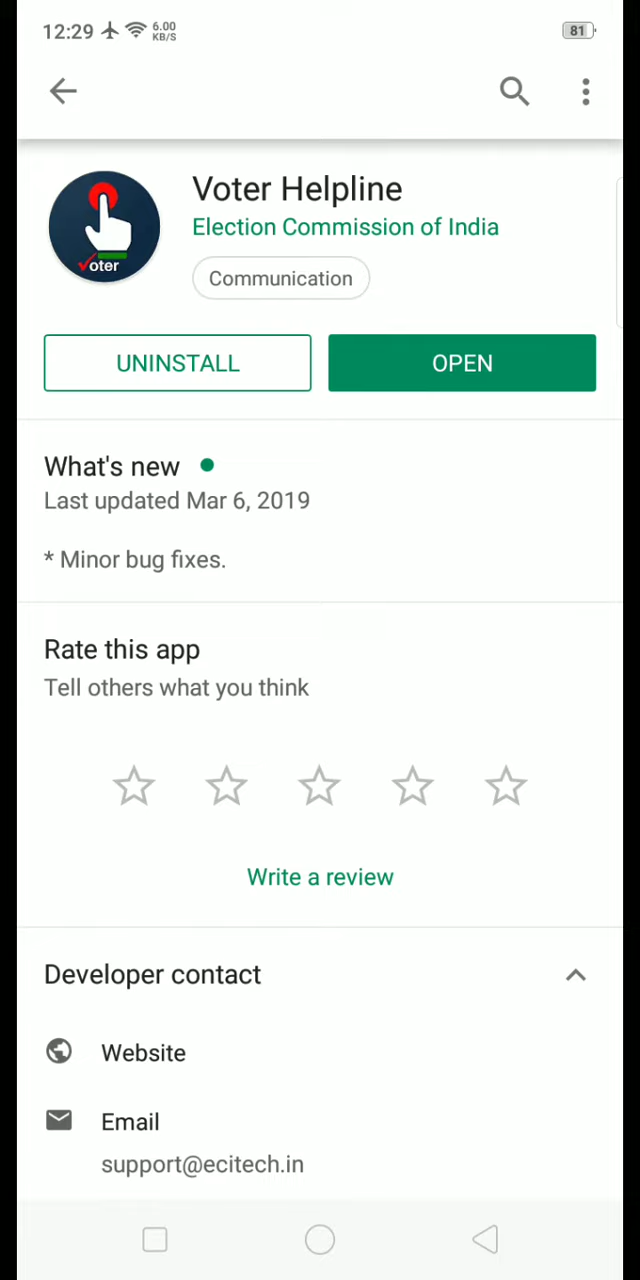 12:29 6.00 KB/S 81
Voter Helpline
Election Commission of India
Voter
Communication
UNINSTALL OPEN
What's new
Last updated Mar 6, 2019
* Minor bug fixes.
Rate this app
Tell others what you think
Write a review
Developer contact
Website
Email
support@ecitech.in